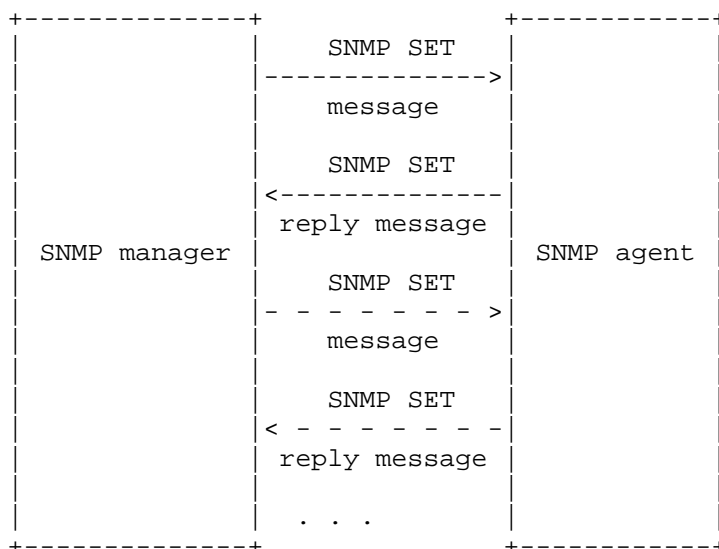 SNMP SET
message
SNMP SET
reply message
SNMP manager SNMP agent
SNMP SET
message
SNMP SET
reply message
. . .